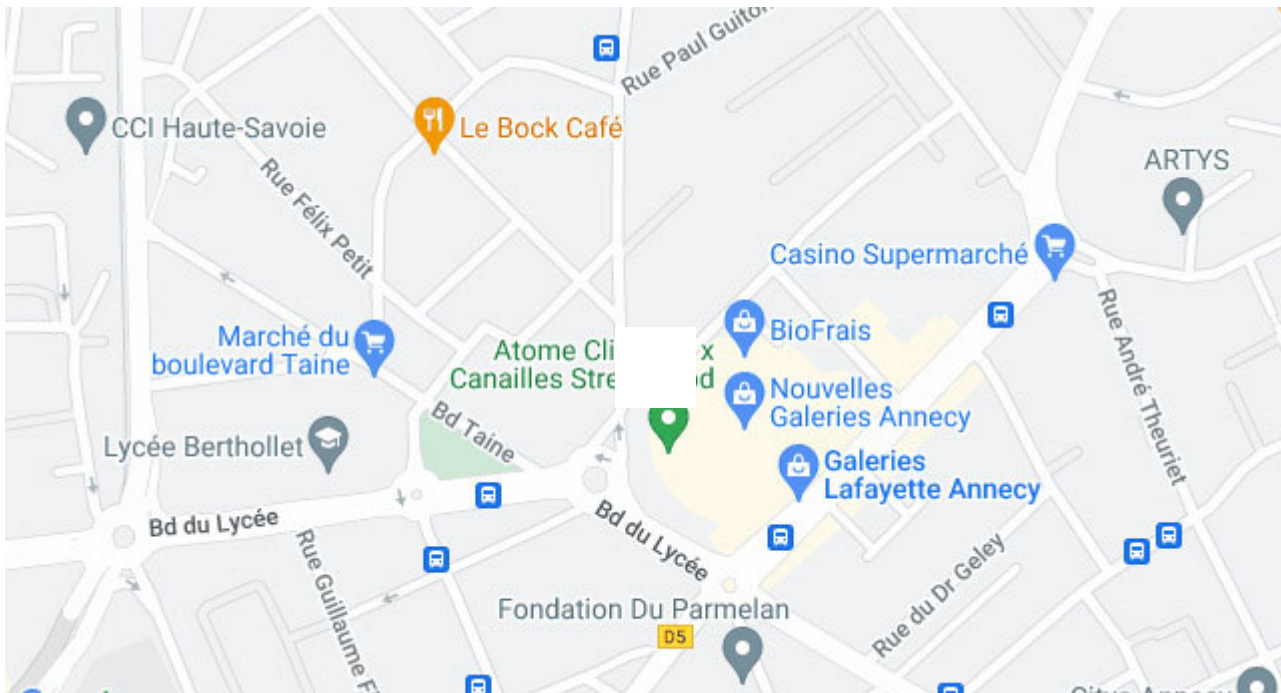 Rue Paul Guiton
CCI Haute-Savoie
Le Bock Café
ARTYS
Rue Félix Petit
Casino Supermarché
Marché du
boulevard Taine
BioFrais
Atome x
Canailles
Nouvelles
Galeries Annecy
Rue André Theuriet
Bd Taine
Lycée Berthollet
Galeries
Lafayette Annecy
Bd du Lycée
Bd du Lycée
Rue Guillaume
Rue du Dr Geley
Fondation Du Parmelan
D5